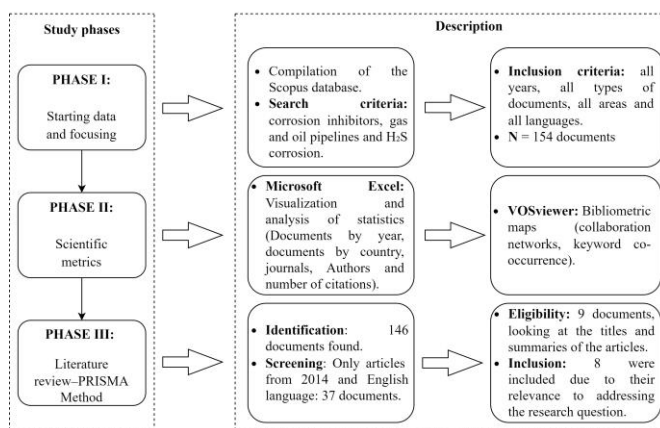 Study phases
Description
PHASE I:
Starting data
and focusing
• Compilation of the
Scopus database.
• Search criteria:
corrosion inhibitors, gas
and oil pipelines and H₂S
corrosion.
• Inclusion criteria: all
years, all types of
documents, all areas and
all languages.
• N = 154 documents
PHASE II:
Scientific
metrics
• Microsoft Excel:
Visualization and
analysis of statistics
(Documents by year,
documents by country,
journals, Authors and
number of citations).
• VOSviewer: Bibliometric
maps (collaboration
networks, keyword co-
occurrence).
PHASE III:
Literature
review–PRISMA
Method
• Identification: 146
documents found.
• Screening: Only articles
from 2014 and English
language: 37 documents.
• Eligibility: 9 documents,
looking at the titles and
summaries of the articles.
• Inclusion: 8 were
included due to their
relevance to addressing
the research question.